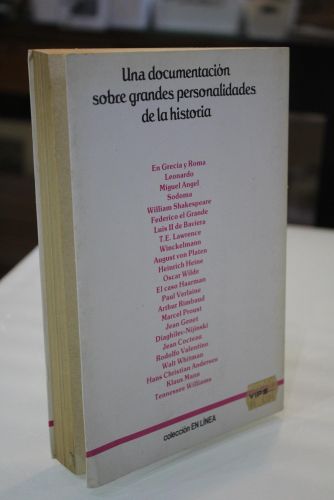 Una documentación
sobre grandes personalidades
de la historia
En Grecia y Roma
Leonardo
Miguel Angel
Sodoma
William Shakespeare
Federico el Grande
Luis II de Baviera
T.E. Lawrence
Winckelmann
August von Platen
Heinrich Heine
Oscar Wilde
El caso Haarman
Paul Verlaine
Arthur Rimbaud
Marcel Proust
Jean Genet
Diaghilev-Nijinski
Jean Cocteau
Rodolfo Valentino
Walt Whitman
Hans Christian Andersen
Klaus Mann
Tennessee Williams
VIPS
colección EN LÍNEA